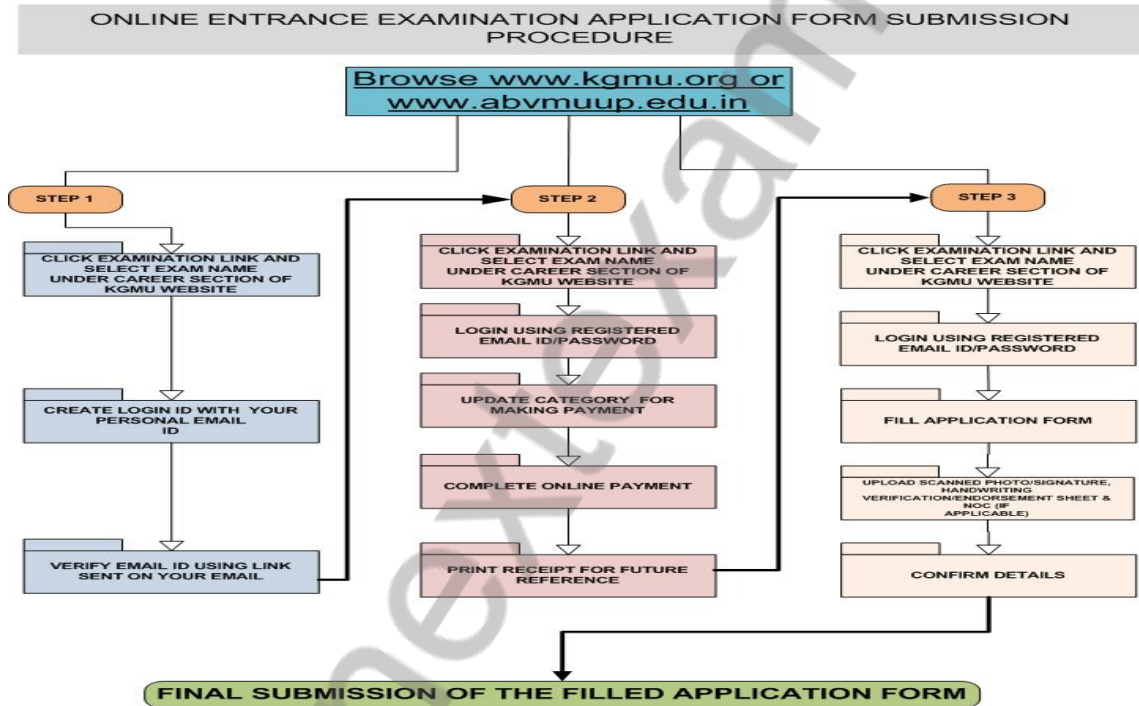 ONLINE ENTRANCE EXAMINATION APPLICATION FORM SUBMISSION
PROCEDURE
Browse www.kgmu.org or
www.abvmuup.edu.in
STEP 1
CLICK EXAMINATION LINK AND
SELECT EXAM NAME
UNDER CAREER SECTION OF
KGMU WEBSITE
CREATE LOGIN ID WITH YOUR
PERSONAL EMAIL
ID
VERIFY EMAIL ID USING LINK
SENT ON YOUR EMAIL
STEP 2
CLICK EXAMINATION LINK AND
SELECT EXAM NAME
UNDER CAREER SECTION OF
KGMU WEBSITE
LOGIN USING REGISTERED
EMAIL ID/PASSWORD
UPDATE CATEGORY FOR
MAKING PAYMENT
COMPLETE ONLINE PAYMENT
PRINT RECEIPT FOR FUTURE
REFERENCE
STEP 3
CLICK EXAMINATION LINK AND
SELECT EXAM NAME
UNDER CAREER SECTION OF
KGMU WEBSITE
LOGIN USING REGISTERED
EMAIL ID/PASSWORD
FILL APPLICATION FORM
UPLOAD SCANNED PHOTO/SIGNATURE,
HANDWRITING
VERIFICATION/ENDORSEMENT SHEET &
NOC (IF
APPLICABLE)
CONFIRM DETAILS
FINAL SUBMISSION OF THE FILLED APPLICATION FORM